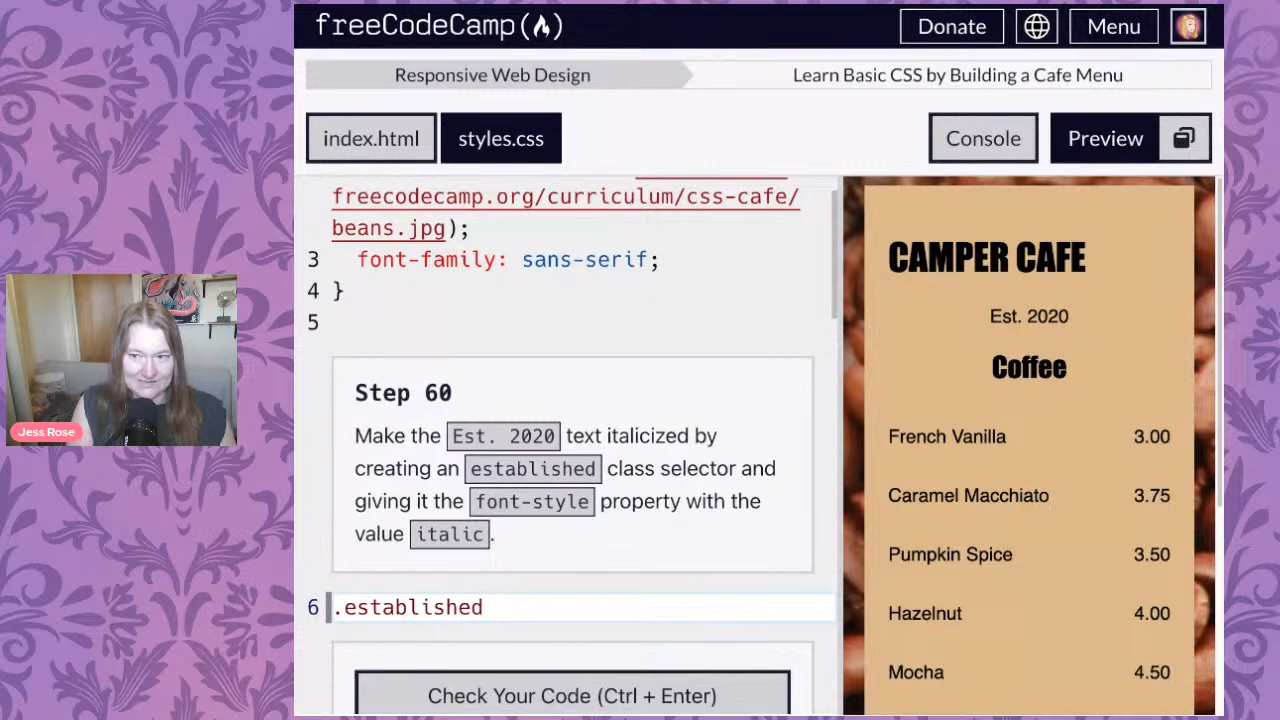 freeCodeCamp
Donate
Menu
Responsive Web Design
Learn Basic CSS by Building a Cafe Menu
index.html
styles.css
Console
Preview
freecodecamp.org/curriculum/css-cafe/
beans.jpg);
3 font-family: sans-serif;
4 }
5
Step 60
Make the Est. 2020 text italicized by
creating an established class selector and
giving it the font-style property with the
value italic.
6 .established
Check Your Code (Ctrl + Enter)
CAMPER CAFE
Est. 2020
Coffee
French Vanilla 3.00
Caramel Macchiato 3.75
Pumpkin Spice 3.50
Hazelnut 4.00
Mocha 4.50
Jess Rose